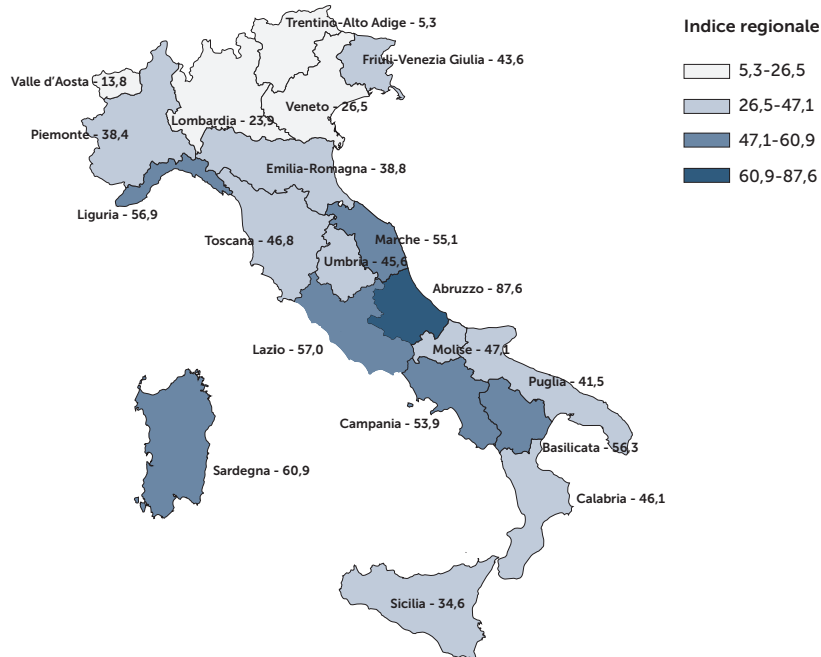 Trentino-Alto Adige - 5,3
Indice regionale
Friuli-Venezia Giulia - 43,6
5,3-26,5
Valle d'Aosta - 13,8
Veneto - 26,5
26,5-47,1
Lombardia - 23,9
Piemonte - 38,4
47,1-60,9
Emilia-Romagna - 38,8
60,9-87,6
Liguria - 56,9
Toscana - 46,8
Marche - 55,1
Umbria - 45,6
Abruzzo - 87,6
Lazio - 57,0
Molise - 47,1
Puglia - 41,5
Campania - 53,9
Basilicata - 56,3
Sardegna - 60,9
Calabria - 46,1
Sicilia - 34,6